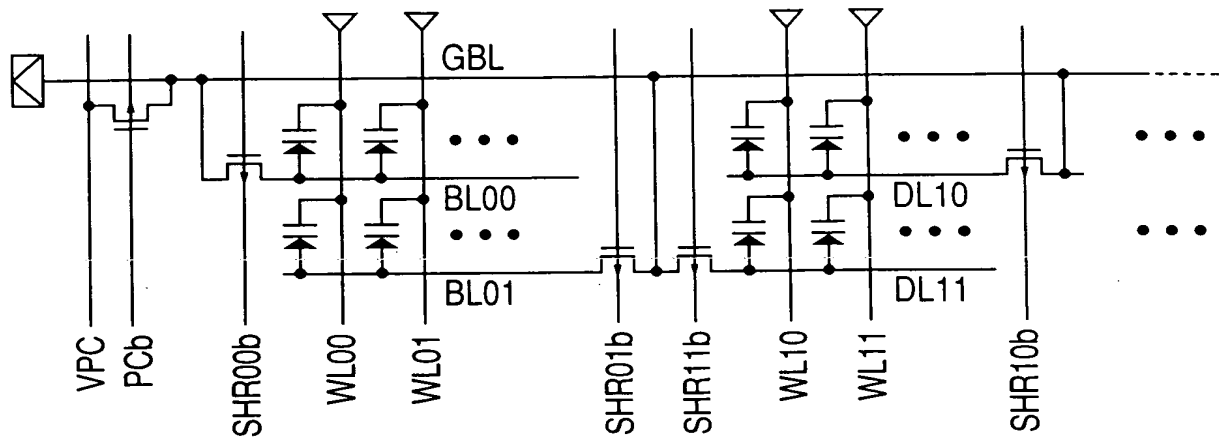 GBL
BL00
DL10
BL01
DL11
VPC
PCb
SHR00b
WL00
WL01
SHR01b
SHR11b
WL10
WL11
SHR10b